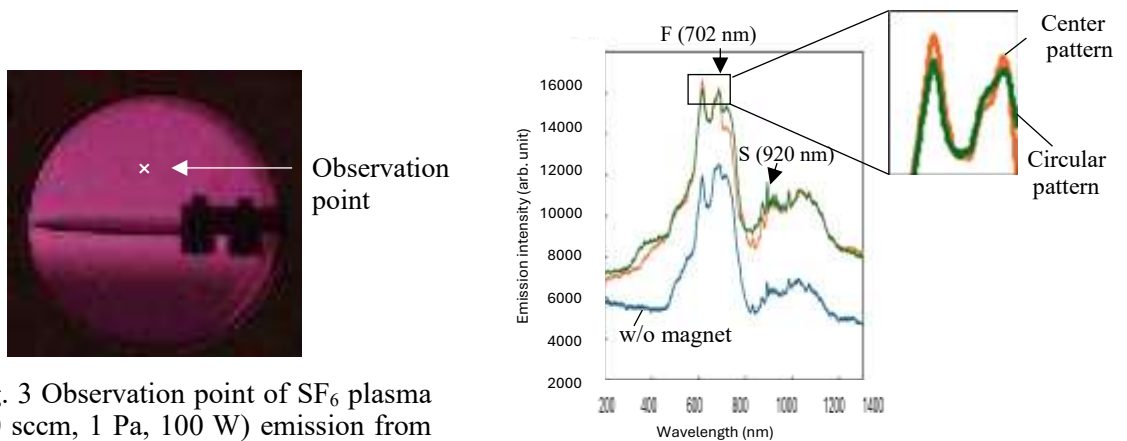 Observation
point
. 3 Observation point of SF₆ plasma
sccm, 1 Pa, 100 W) emission from
F (702 nm)
Center
pattern
Circular
pattern
S (920 nm)
w/o magnet
Emission intensity (arb. unit)
16000
14000
12000
10000
8000
6000
4000
2000
200 400 600 800 1000 1200 1400
Wavelength (nm)